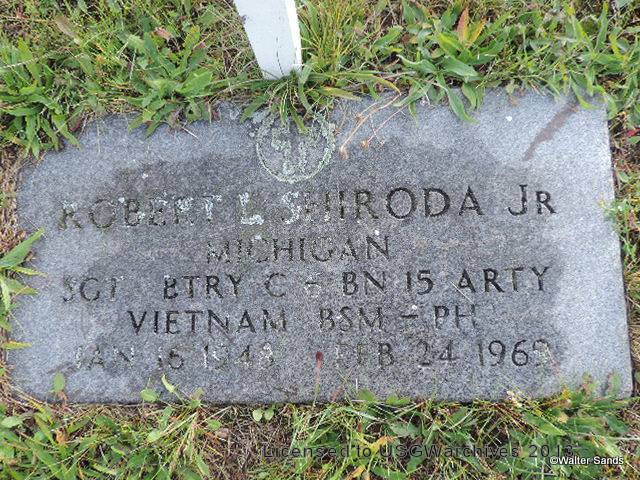 ROBERT L SHIRODA JR
MICHIGAN
SGT BTRY C BN 15 ARTY
VIETNAM BSM - PH
JAN 16 1948 FEB 24 1969
Licensed to USGWarchives 2013
©Walter Sands